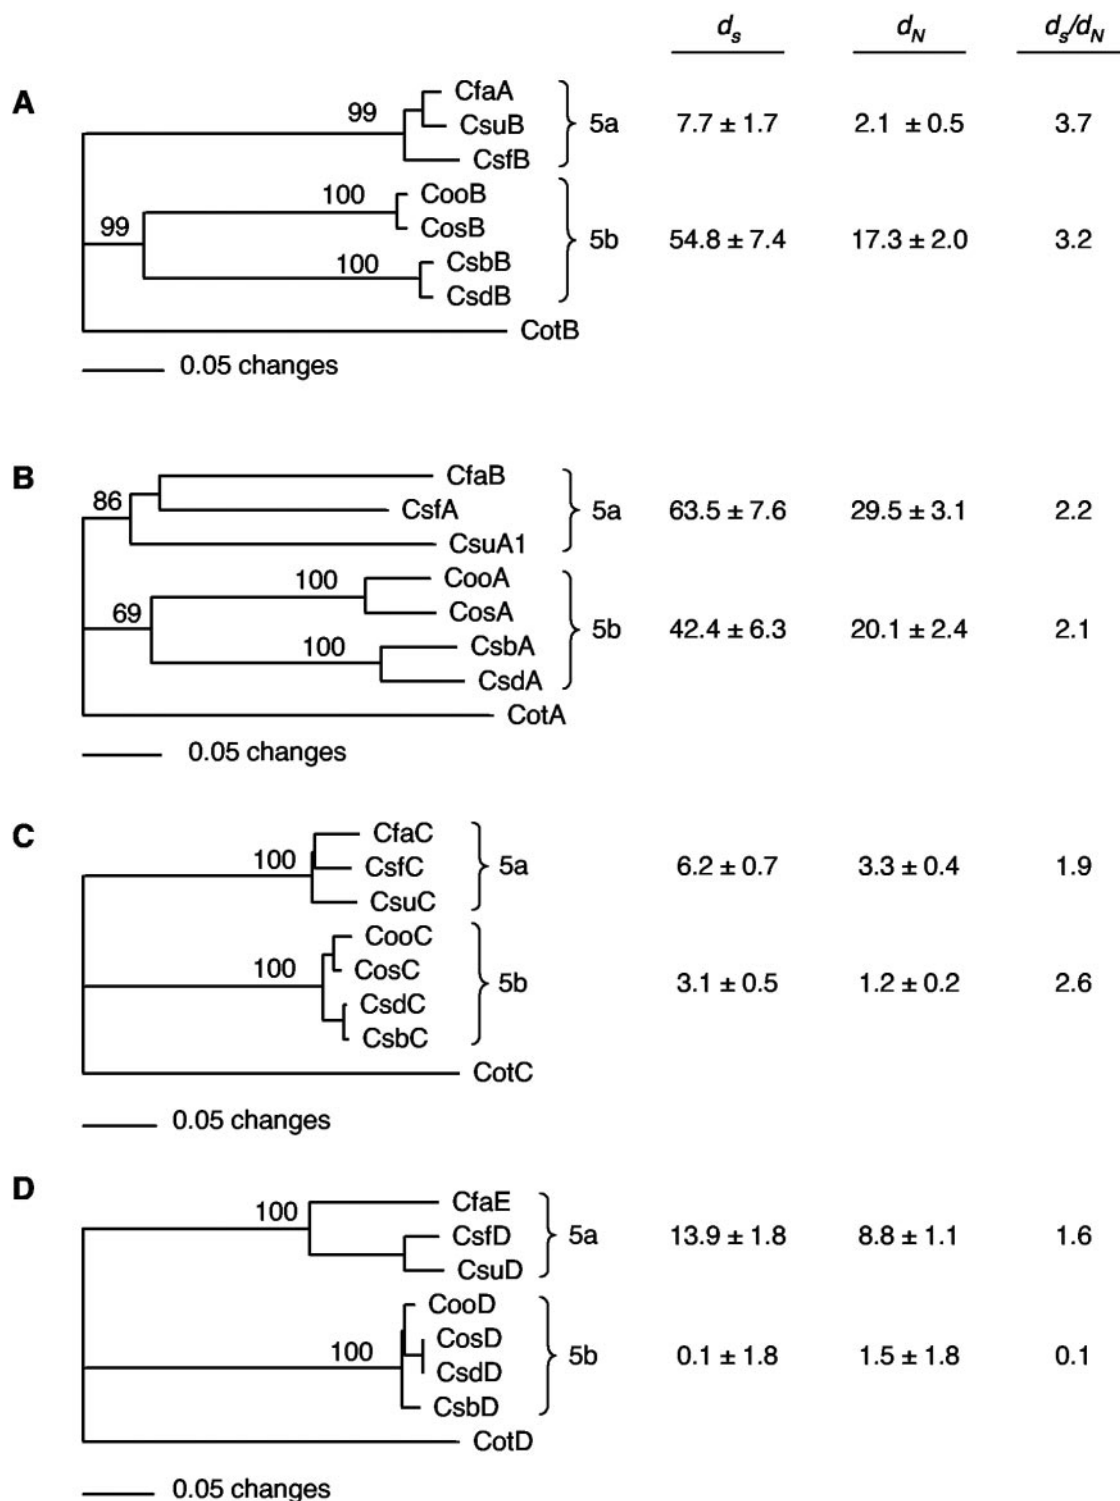 d_s d_N d_s/d_N
A
99
CfaA
CsuB
CsfB
5a 7.7 ± 1.7 2.1 ± 0.5 3.7
100
CooB
99
CosB
5b 54.8 ± 7.4 17.3 ± 2.0 3.2
100
CsbB
CsdB
CotB
0.05 changes
B
CfaB
86
CsfA
5a 63.5 ± 7.6 29.5 ± 3.1 2.2
CsuA1
100
CooA
69
CosA
5b 42.4 ± 6.3 20.1 ± 2.4 2.1
100
CsbA
CsdA
CotA
0.05 changes
C
CfaC
100
CsfC
5a 6.2 ± 0.7 3.3 ± 0.4 1.9
CsuC
CooC
100
CosC
5b 3.1 ± 0.5 1.2 ± 0.2 2.6
CsdC
CsbC
CotC
0.05 changes
D
CfaE
100
CsfD
5a 13.9 ± 1.8 8.8 ± 1.1 1.6
CsuD
CooD
CosD
100
5b 0.1 ± 1.8 1.5 ± 1.8 0.1
CsdD
CsbD
CotD
0.05 changes